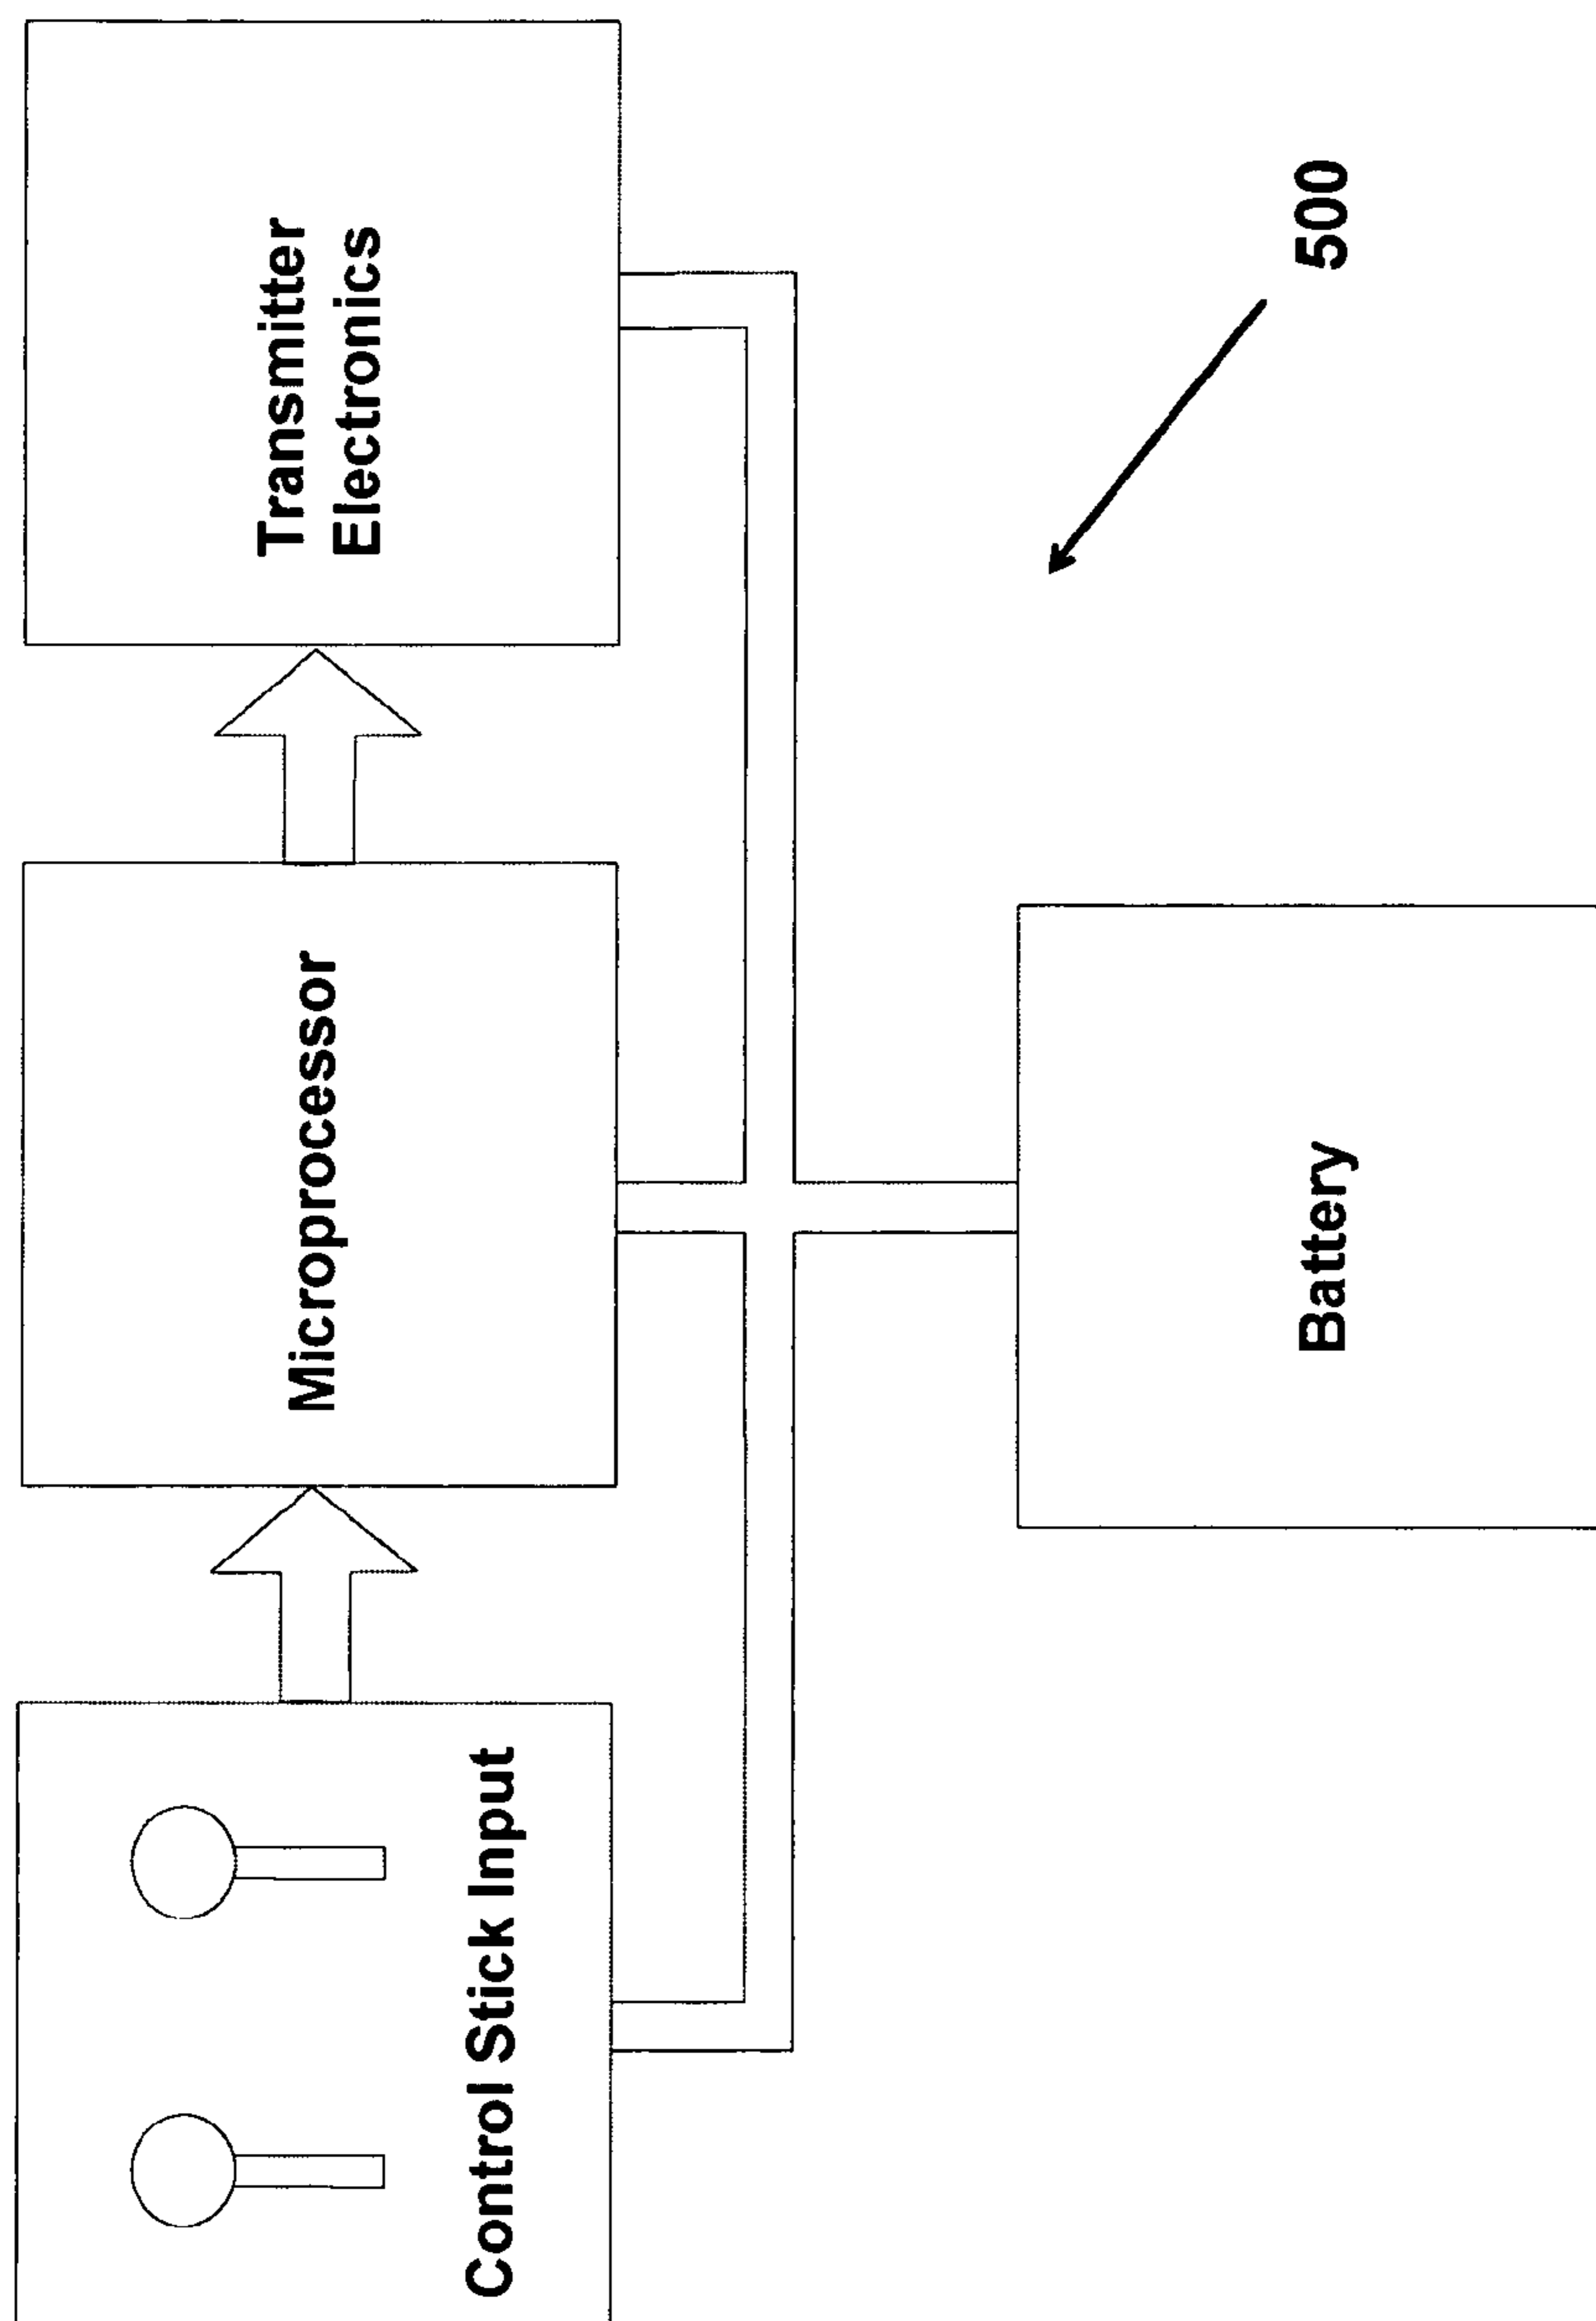 Control Stick Input
Microprocessor
Transmitter
Electronics
Battery
500